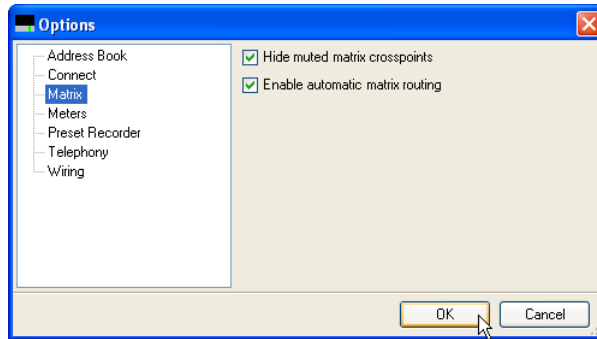 Options
Address Book
Connect
Matrix
Meters
Preset Recorder
Telephony
Wiring
Hide muted matrix crosspoints
Enable automatic matrix routing
OK
Cancel